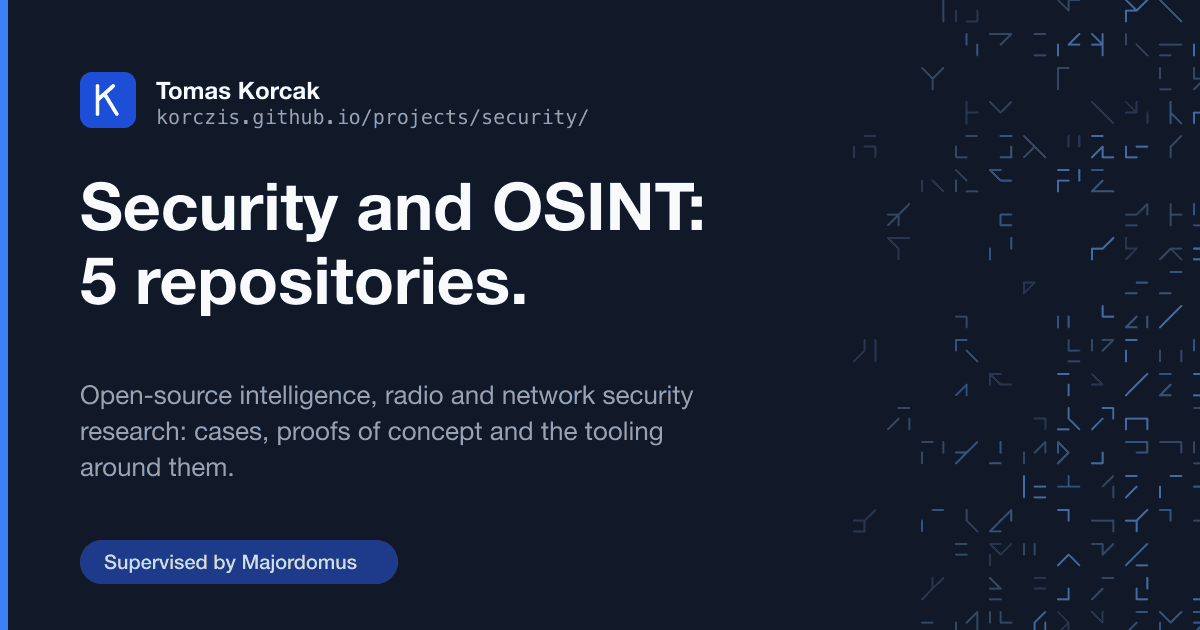 K
Tomas Korcak
korczis.github.io/projects/security/
Security and OSINT:
5 repositories.
Open-source intelligence, radio and network security
research: cases, proofs of concept and the tooling
around them.
Supervised by Majordomus